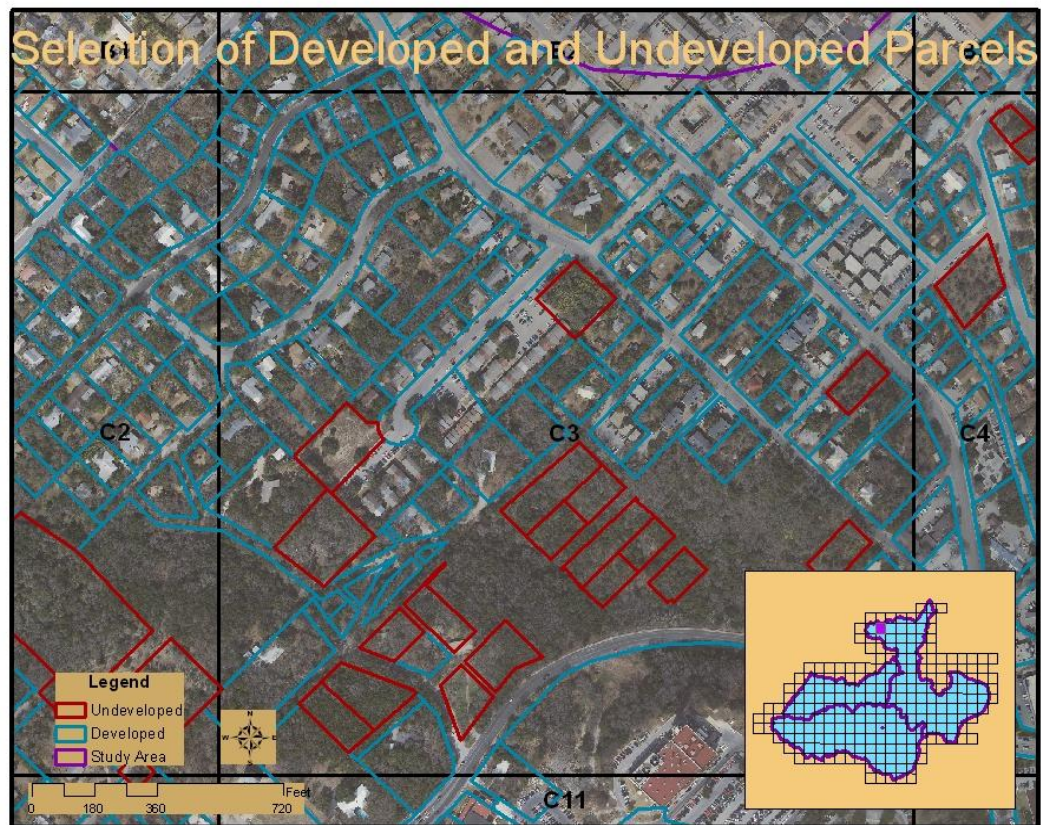 Selection of Developed and Undeveloped Parcels
C2
C3
C4
Legend
Undeveloped
Developed
Study Area
N
W
E
S
Feet
0 180 360 720
C11